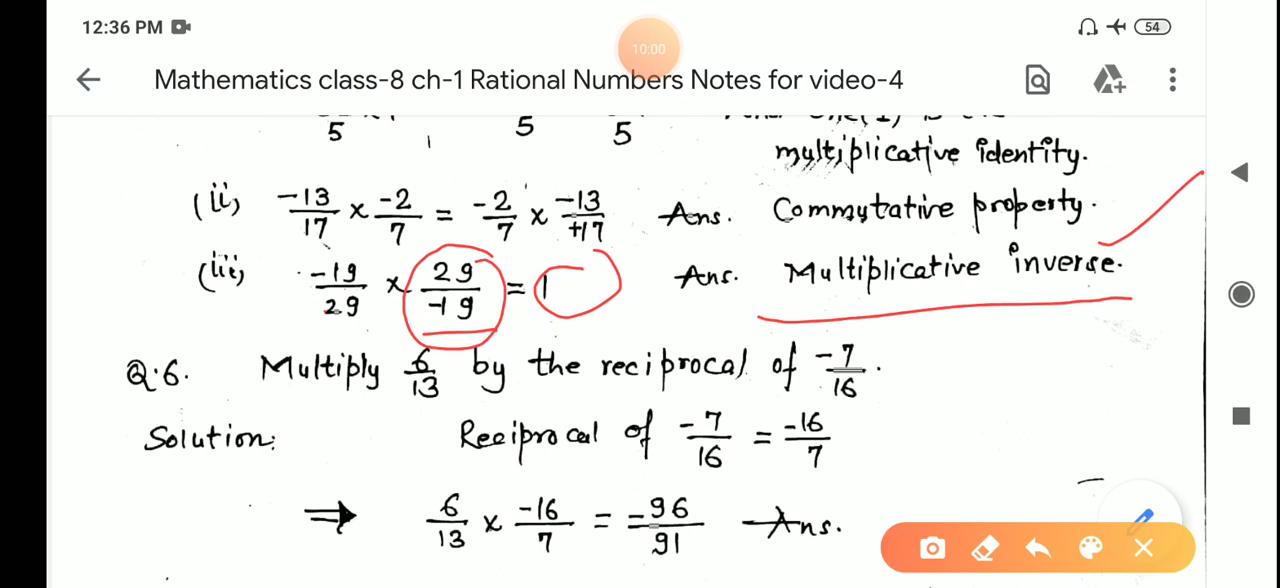 12:36 PM
10:00
54
Mathematics class-8 ch-1 Rational Numbers Notes for video-4
5 1 5 5
multiplicative identity.
(ii) -13/17 × -2/7 = -2/7 × -13/+17 Ans. Commutative property.
(iii) -19/29 × 29/-19 = 1 Ans. Multiplicative inverse.
Q.6. Multiply 6/13 by the reciprocal of -7/16.
Solution: Reciprocal of -7/16 = -16/7
⇒ 6/13 × -16/7 = -96/91 Ans.